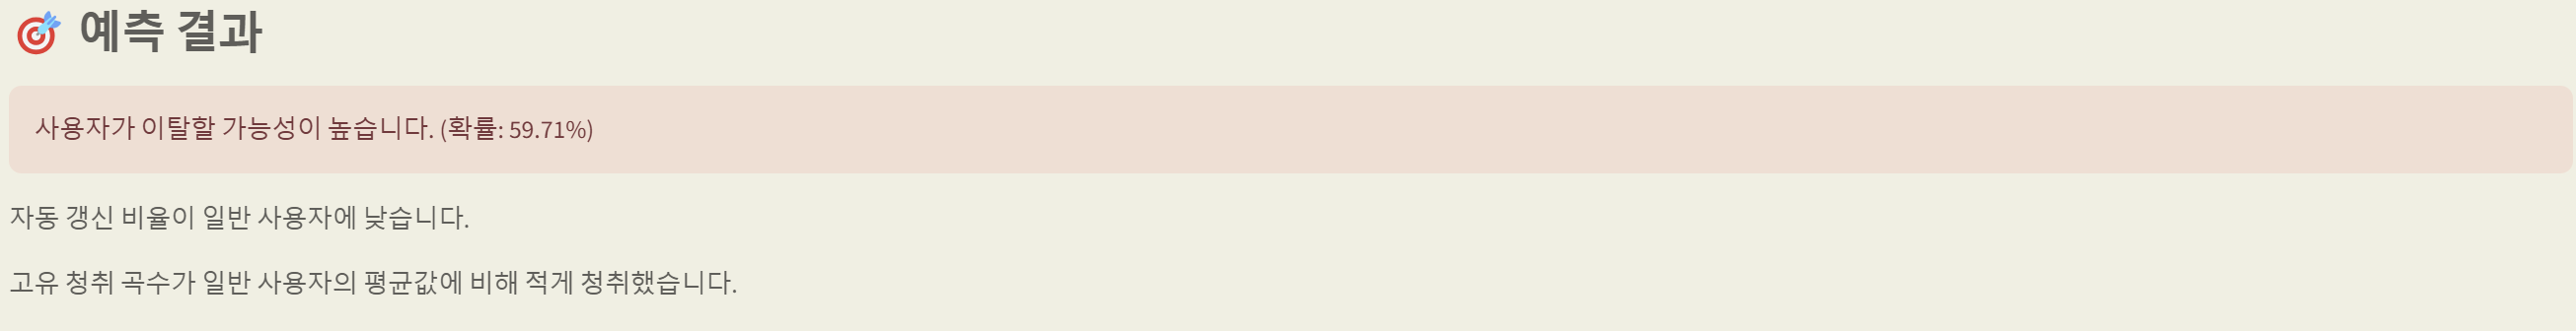 예측 결과
사용자가 이탈할 가능성이 높습니다. (확률: 59.71%)
자동 갱신 비율이 일반 사용자에 낮습니다.
고유 청취 곡수가 일반 사용자의 평균값에 비해 적게 청취했습니다.